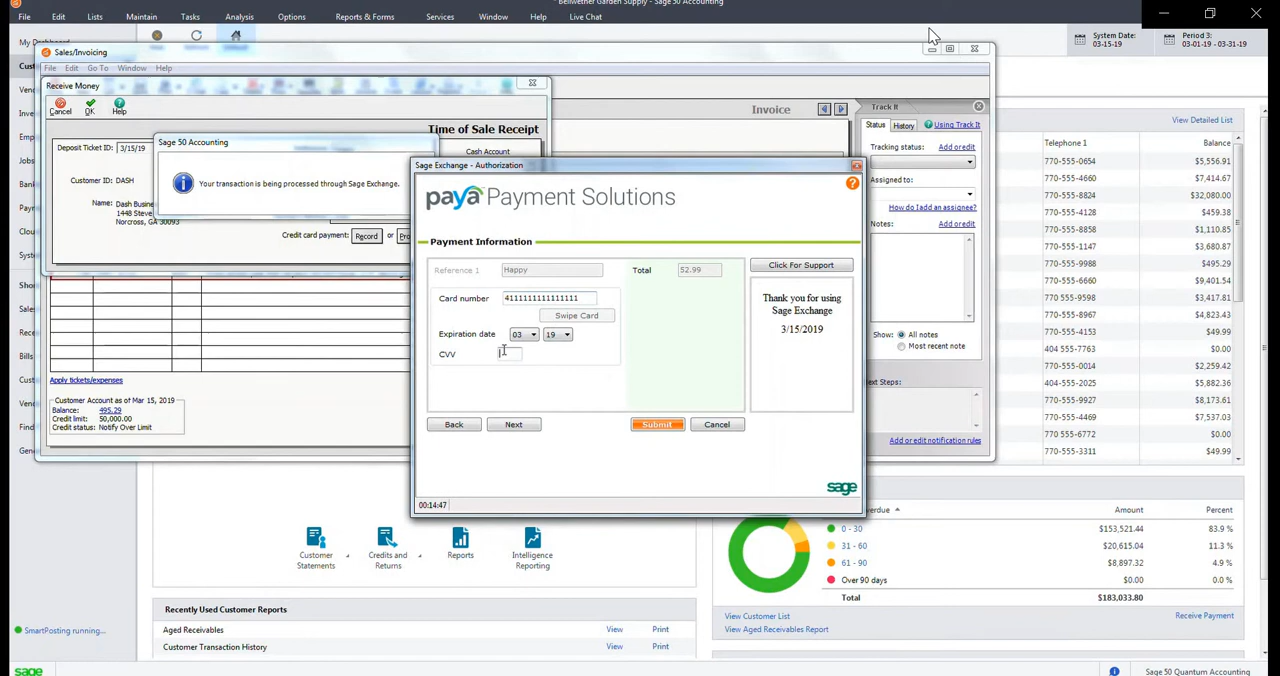 " Bellwether Garden Supply - Sage 50 Accounting
File Edit Lists Maintain Tasks Analysis Options Reports & Forms Services Window Help Live Chat
System Date:
03-15-19
Period 3:
03-01-19 - 03-31-19
Sales/Invoicing
File Edit Go To Window Help
Receive Money
Cancel OK Help
Time of Sale Receipt
Cash Account
Deposit Ticket ID: 3/15/19
Customer ID: DASH
Name: Dash Busine
1448 Steve
Norcross, GA 30093
Credit card payment: Record or
Sage 50 Accounting
Your transaction is being processed through Sage Exchange.
Invoice
Track It
Status History Using Track It
Tracking status: Add or edit
Assigned to:
How do I add an assignee?
Notes: Add or edit
Show: All notes
Most recent note
ext Steps:
Add or edit notification rules
Apply tickets/expenses
Customer Account as of Mar 15, 2019
Balance: 495.29
Credit limit: 50,000.00
Credit status: Notify Over Limit
Sage Exchange - Authorization
paya Payment Solutions
Payment Information
Reference 1 Happy
Total 52.99
Click For Support
Card number 4111111111111111
Swipe Card
Expiration date 03 19
CVV
Thank you for using
Sage Exchange
3/15/2019
Back Next Submit Cancel
sage
00:14:47
View Detailed List
Telephone 1 Balance
770-555-0654 $5,556.91
770-555-4660 $7,414.67
770-555-8824 $32,080.00
770-555-4128 $459.38
770-555-8858 $1,110.85
770-555-1147 $3,680.87
770-555-9988 $495.29
770-555-6660 $9,401.54
770 555-9598 $3,417.81
770-555-8967 $4,823.43
770-555-4153 $49.99
404 555-7763 $0.00
770-555-0014 $2,259.42
404-555-2025 $5,882.36
770-555-9927 $8,173.61
770-555-4469 $7,537.03
770 555-6772 $0.00
770-555-3311 $49.99
Customer
Statements
Credits and
Returns
Reports
Intelligence
Reporting
Recently Used Customer Reports
Aged Receivables View Print
Customer Transaction History View Print
Amount Percent
0 - 30 $153,521.44 83.9 %
31 - 60 $20,615.04 11.3 %
61 - 90 $8,897.32 4.9 %
Over 90 days $0.00 0.0 %
Total $183,033.80
View Customer List Receive Payment
View Aged Receivables Report
SmartPosting running...
sage
Sage 50 Quantum Accounting